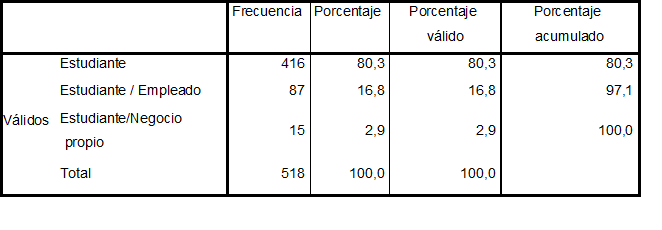 Frecuencia Porcentaje Porcentaje válido Porcentaje acumulado
Estudiante 416 80,3 80,3 80,3
Estudiante / Empleado 87 16,8 16,8 97,1
Válidos Estudiante/Negocio propio 15 2,9 2,9 100,0
Total 518 100,0 100,0